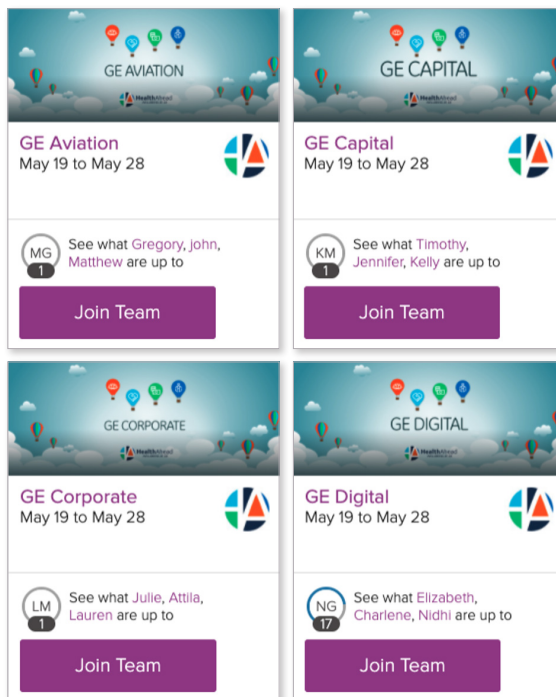 GE AVIATION
HealthAhead
GE Aviation
May 19 to May 28
MG
1
See what Gregory, john,
Matthew are up to
Join Team
GE CAPITAL
HealthAhead
GE Capital
May 19 to May 28
KM
1
See what Timothy,
Jennifer, Kelly are up to
Join Team
GE CORPORATE
HealthAhead
GE Corporate
May 19 to May 28
LM
1
See what Julie, Attila,
Lauren are up to
Join Team
GE DIGITAL
HealthAhead
GE Digital
May 19 to May 28
NG
17
See what Elizabeth,
Charlene, Nidhi are up to
Join Team